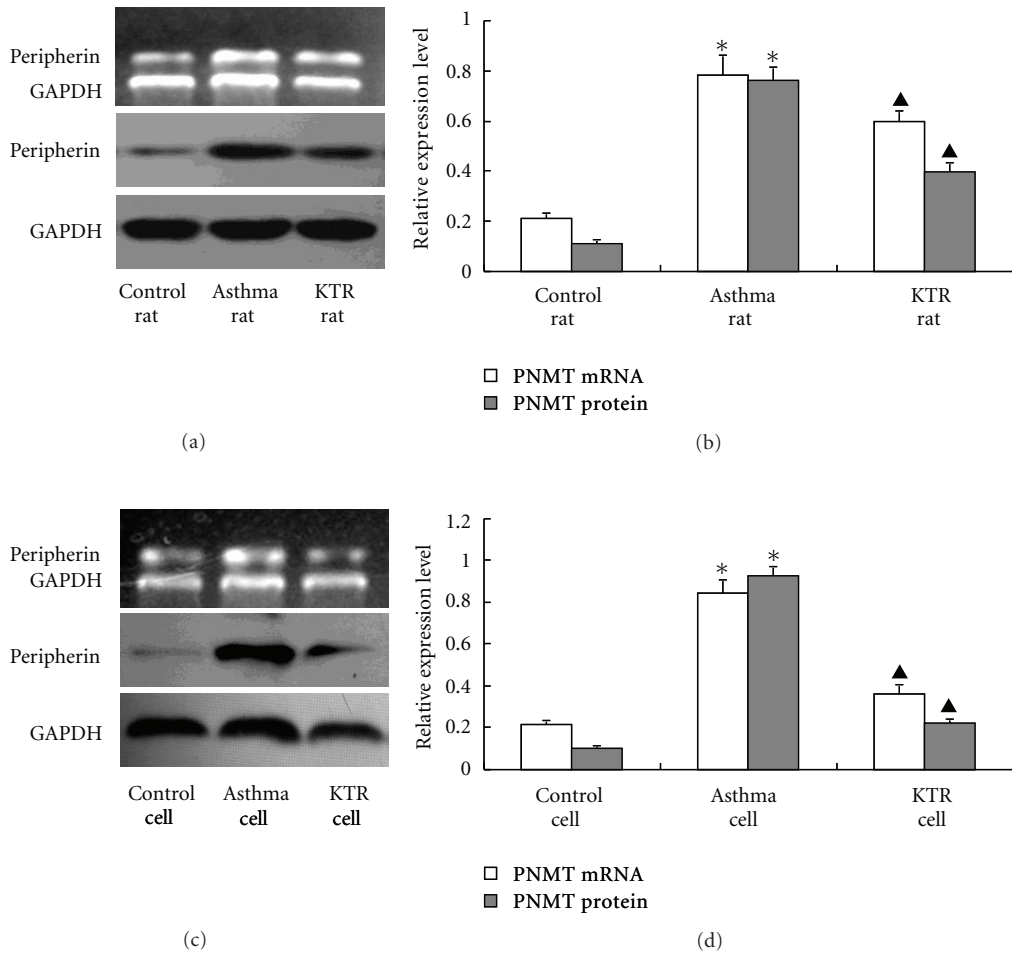 Peripherin
GAPDH
Peripherin
GAPDH
Control Asthma KTR
rat rat rat
(a)
Relative expression level
1
0.8
0.6
0.4
0.2
0
* *
▲ ▲
Control Asthma KTR
rat rat rat
PNMT mRNA
PNMT protein
(b)
Peripherin
GAPDH
Peripherin
GAPDH
Control Asthma KTR
cell cell cell
(c)
Relative expression level
1.2
1
0.8
0.6
0.4
0.2
0
* *
▲ ▲
Control Asthma KTR
cell cell cell
PNMT mRNA
PNMT protein
(d)